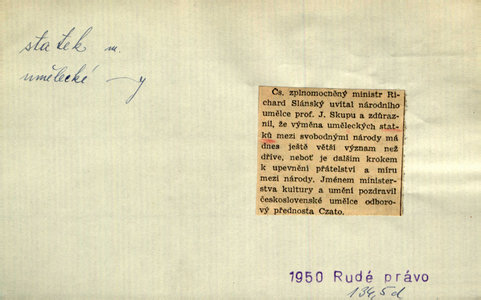 statek m.
umělecké –y
Čs. zplnomocněný ministr Ri-
chard Slánský uvítal národního
umělce prof. J. Skupu a zdůraz-
nil, že výměna uměleckých stat-
ků mezi svobodnými národy má
dnes ještě větší význam než
dříve, neboť je dalším krokem
k upevnění přátelství a míru
mezi národy. Jménem minister-
stva kultury a umění pozdravil
československé umělce odboro-
vý přednosta Czato.
1950 Rudé právo
134,5d